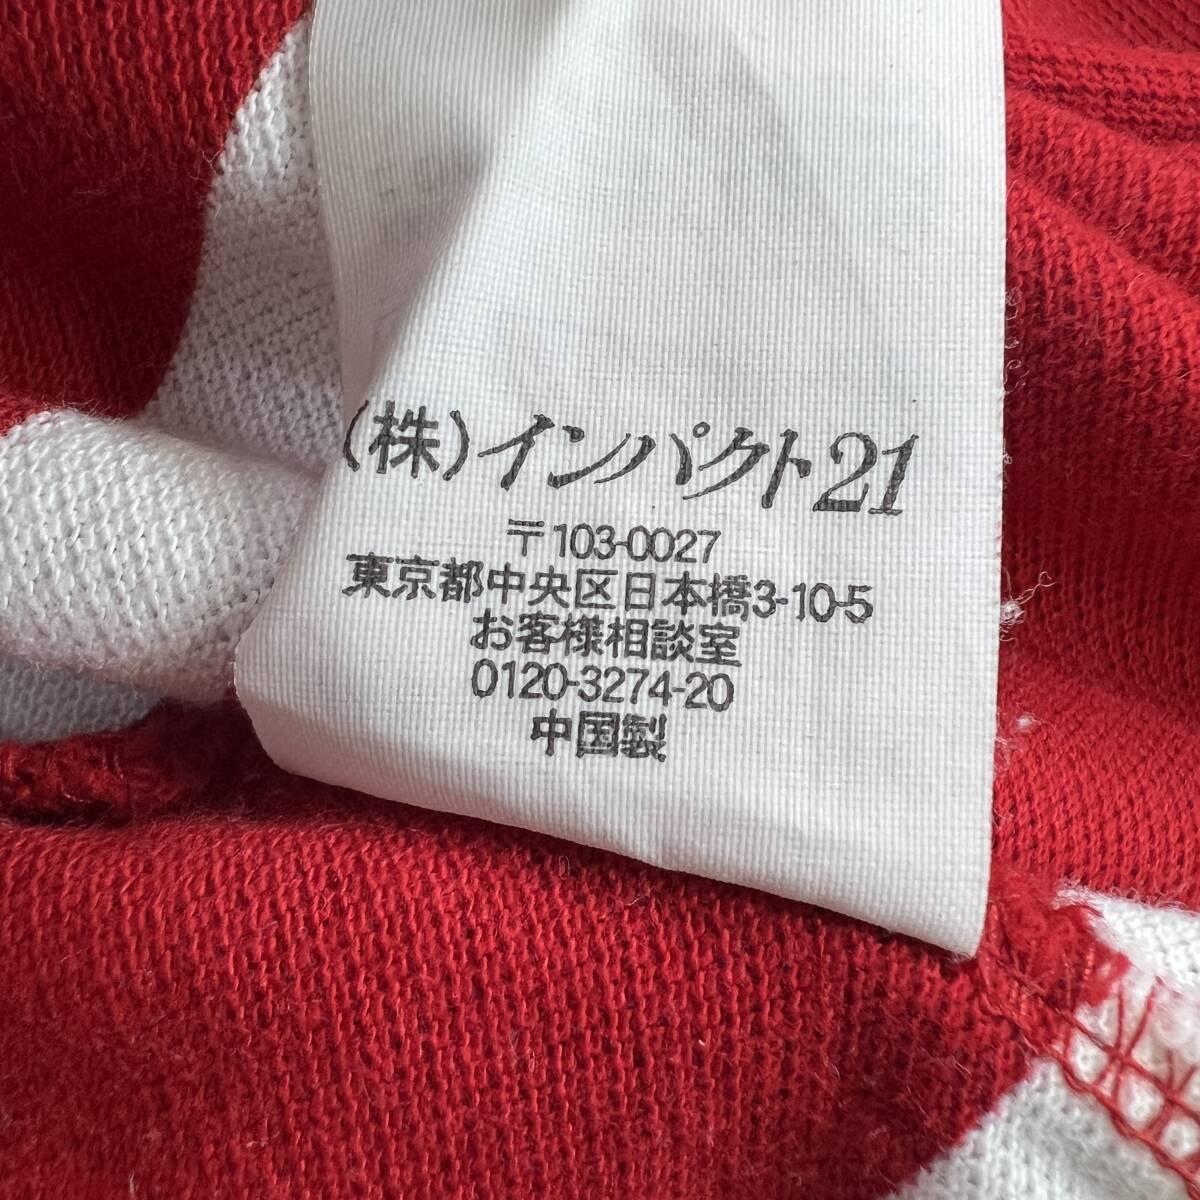 (株)インパクト21
〒103-0027
東京都中央区日本橋3-10-5
お客様相談室
0120-3274-20
中国製